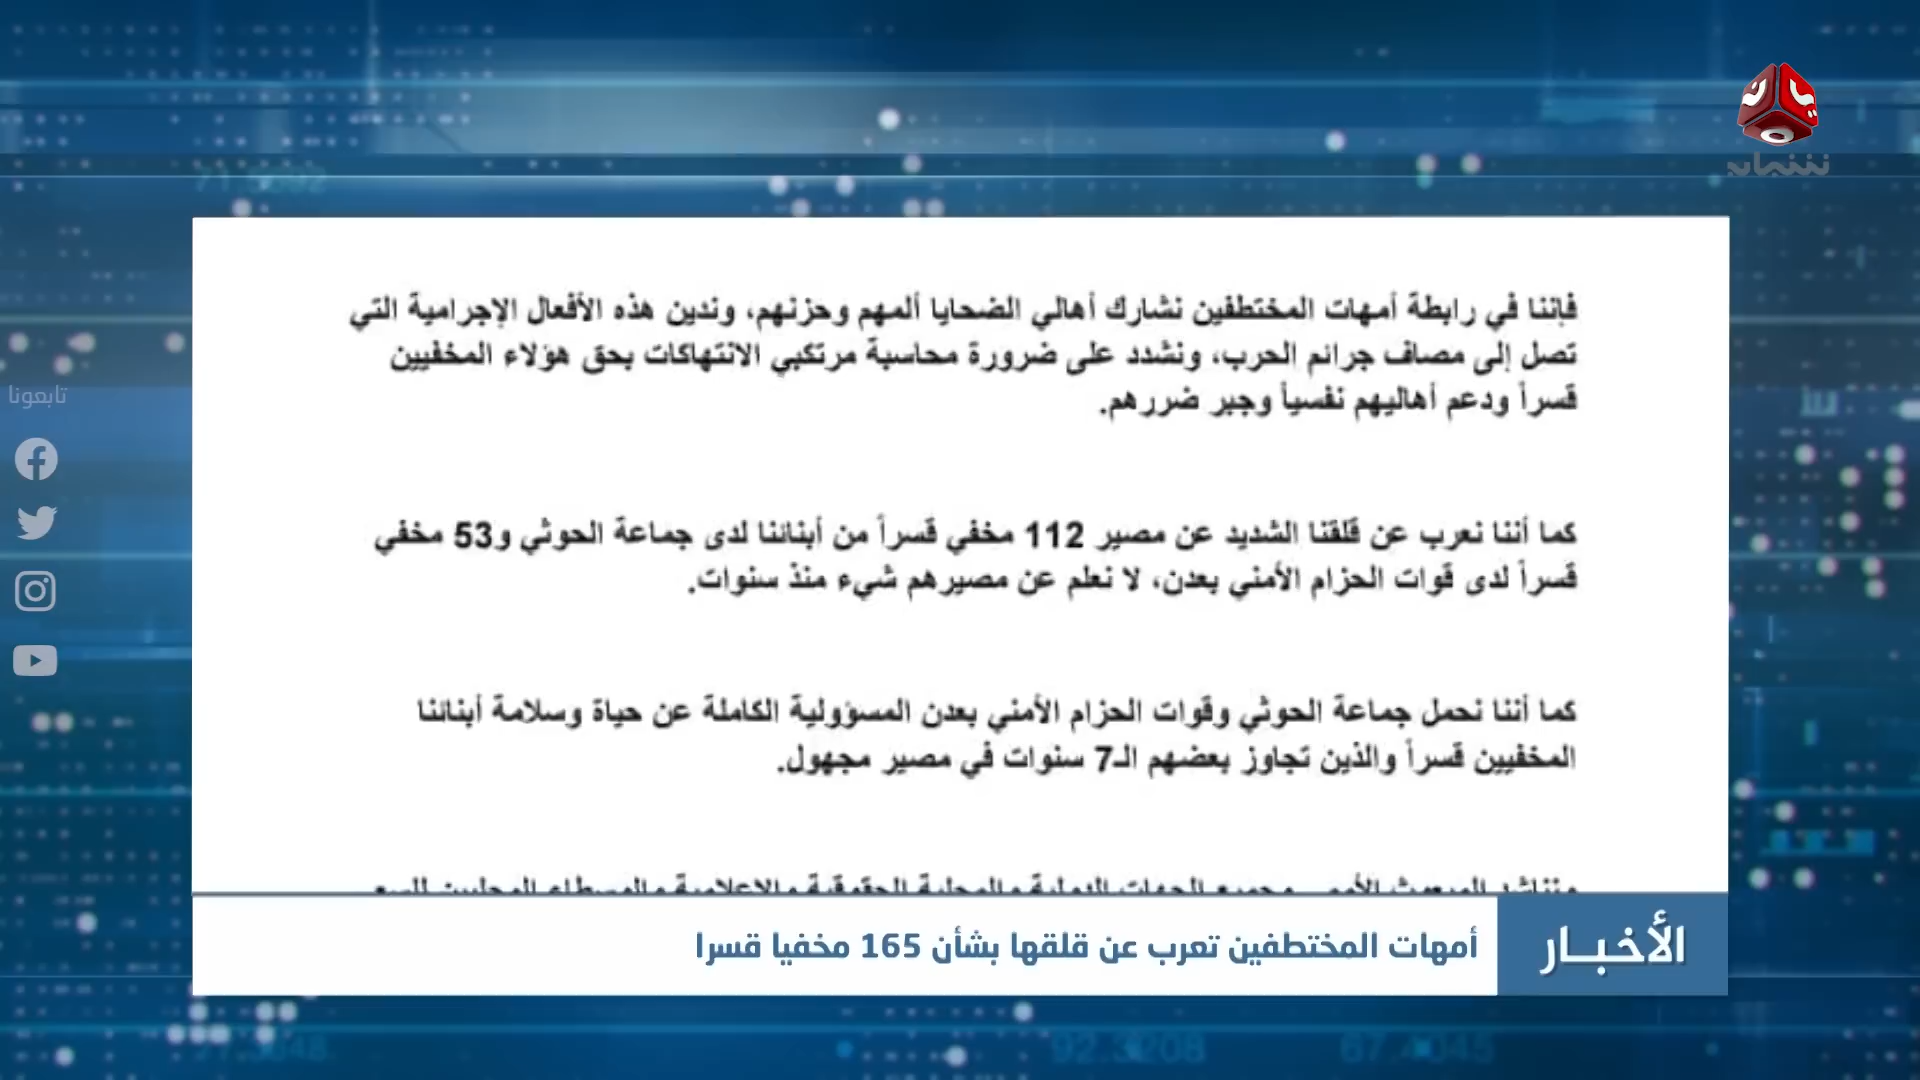 تابعونا
فإننا في رابطة أمهات المختطفين نشارك أهالي الضحايا ألمهم وحزنهم، وندين هذه الأفعال الإجرامية التي
تصل إلى مصاف جرائم الحرب، ونشدد على ضرورة محاسبة مرتكبي الانتهاكات بحق هؤلاء المخفيين
قسراً ودعم أهاليهم نفسياً وجبر ضررهم.
كما أننا نعرب عن قلقنا الشديد عن مصير 112 مخفي قسراً من أبنائنا لدى جماعة الحوثي و53 مخفي
قسراً لدى قوات الحزام الأمني بعدن، لا نعلم عن مصيرهم شيء منذ سنوات.
كما أننا نحمل جماعة الحوثي وقوات الحزام الأمني بعدن المسؤولية الكاملة عن حياة وسلامة أبنائنا
المخفيين قسراً والذين تجاوز بعضهم الـ7 سنوات في مصير مجهول.
الأخبار
أمهات المختطفين تعرب عن قلقها بشأن 165 مخفيا قسرا